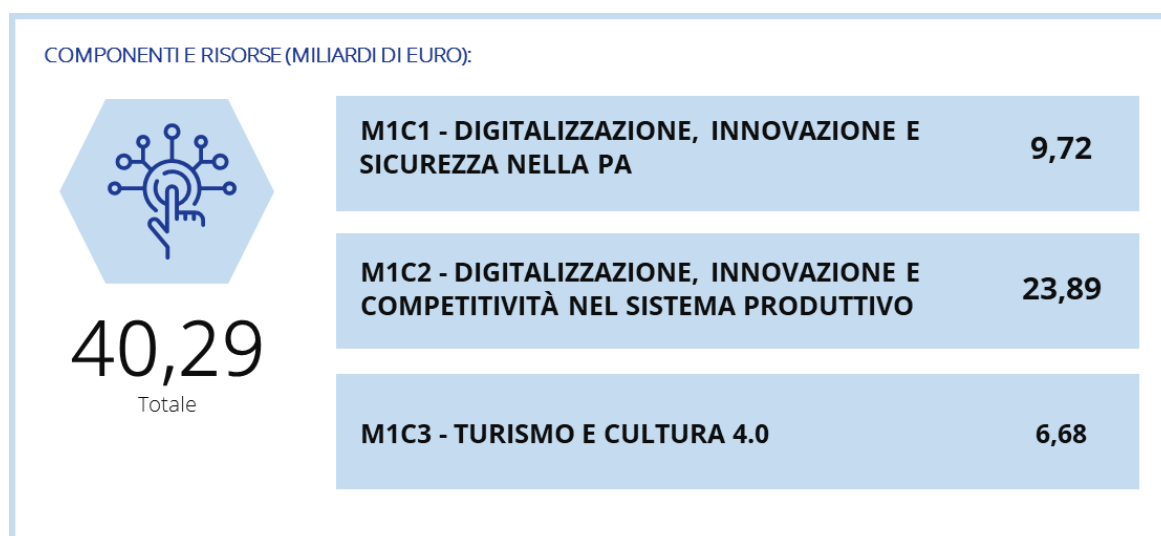 COMPONENTI E RISORSE (MILIARDI DI EURO):
M1C1 - DIGITALIZZAZIONE, INNOVAZIONE E
SICUREZZA NELLA PA
9,72
M1C2 - DIGITALIZZAZIONE, INNOVAZIONE E
COMPETITIVITÀ NEL SISTEMA PRODUTTIVO
23,89
40,29
Totale
M1C3 - TURISMO E CULTURA 4.0
6,68